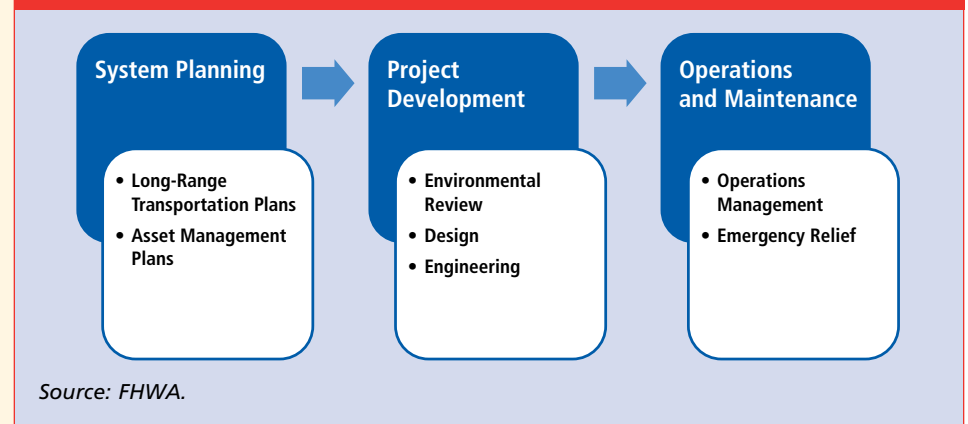 System Planning
• Long-Range
Transportation Plans
• Asset Management
Plans
Project
Development
• Environmental
Review
• Design
• Engineering
Operations
and Maintenance
• Operations
Management
• Emergency Relief
Source: FHWA.